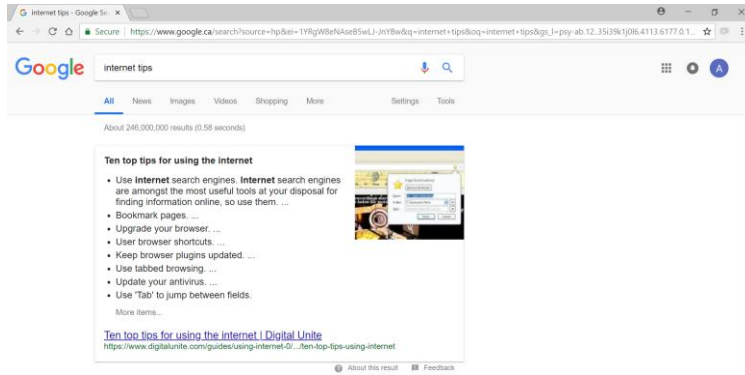 internet tips - Google Se
Secure https://www.google.ca/search?source=hp&ei=1YRgW8eNAseB5wLJ-JnYBw&q=internet+tips&oq=internet+tips&gs_l=psy-ab.12..35i39k1j0l6.4113.6177.0.1...
Google
internet tips
A
All News Images Videos Shopping More Settings Tools
About 246,000,000 results (0.58 seconds)
Ten top tips for using the internet
• Use internet search engines. Internet search engines
are amongst the most useful tools at your disposal for
finding information online, so use them. ...
• Bookmark pages. ...
• Upgrade your browser. ...
• User browser shortcuts. ...
• Keep browser plugins updated. ...
• Use tabbed browsing. ...
• Update your antivirus. ...
• Use 'Tab' to jump between fields.
More items...
Ten top tips for using the internet | Digital Unite
https://www.digitalunite.com/guides/using-internet-0/.../ten-top-tips-using-internet
About this result Feedback